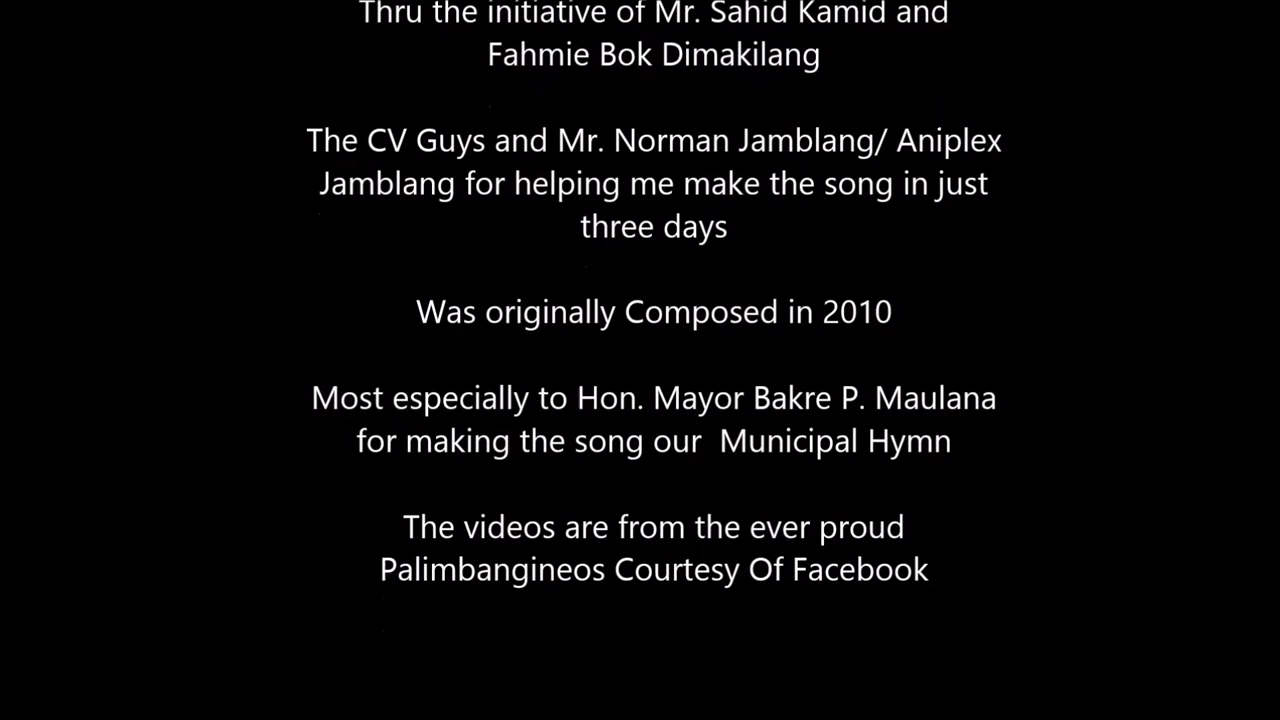 Thru the initiative of Mr. Sahid Kamid and
Fahmie Bok Dimakilang
The CV Guys and Mr. Norman Jamblang/ Aniplex
Jamblang for helping me make the song in just
three days
Was originally Composed in 2010
Most especially to Hon. Mayor Bakre P. Maulana
for making the song our  Municipal Hymn
The videos are from the ever proud
Palimbangineos Courtesy Of Facebook